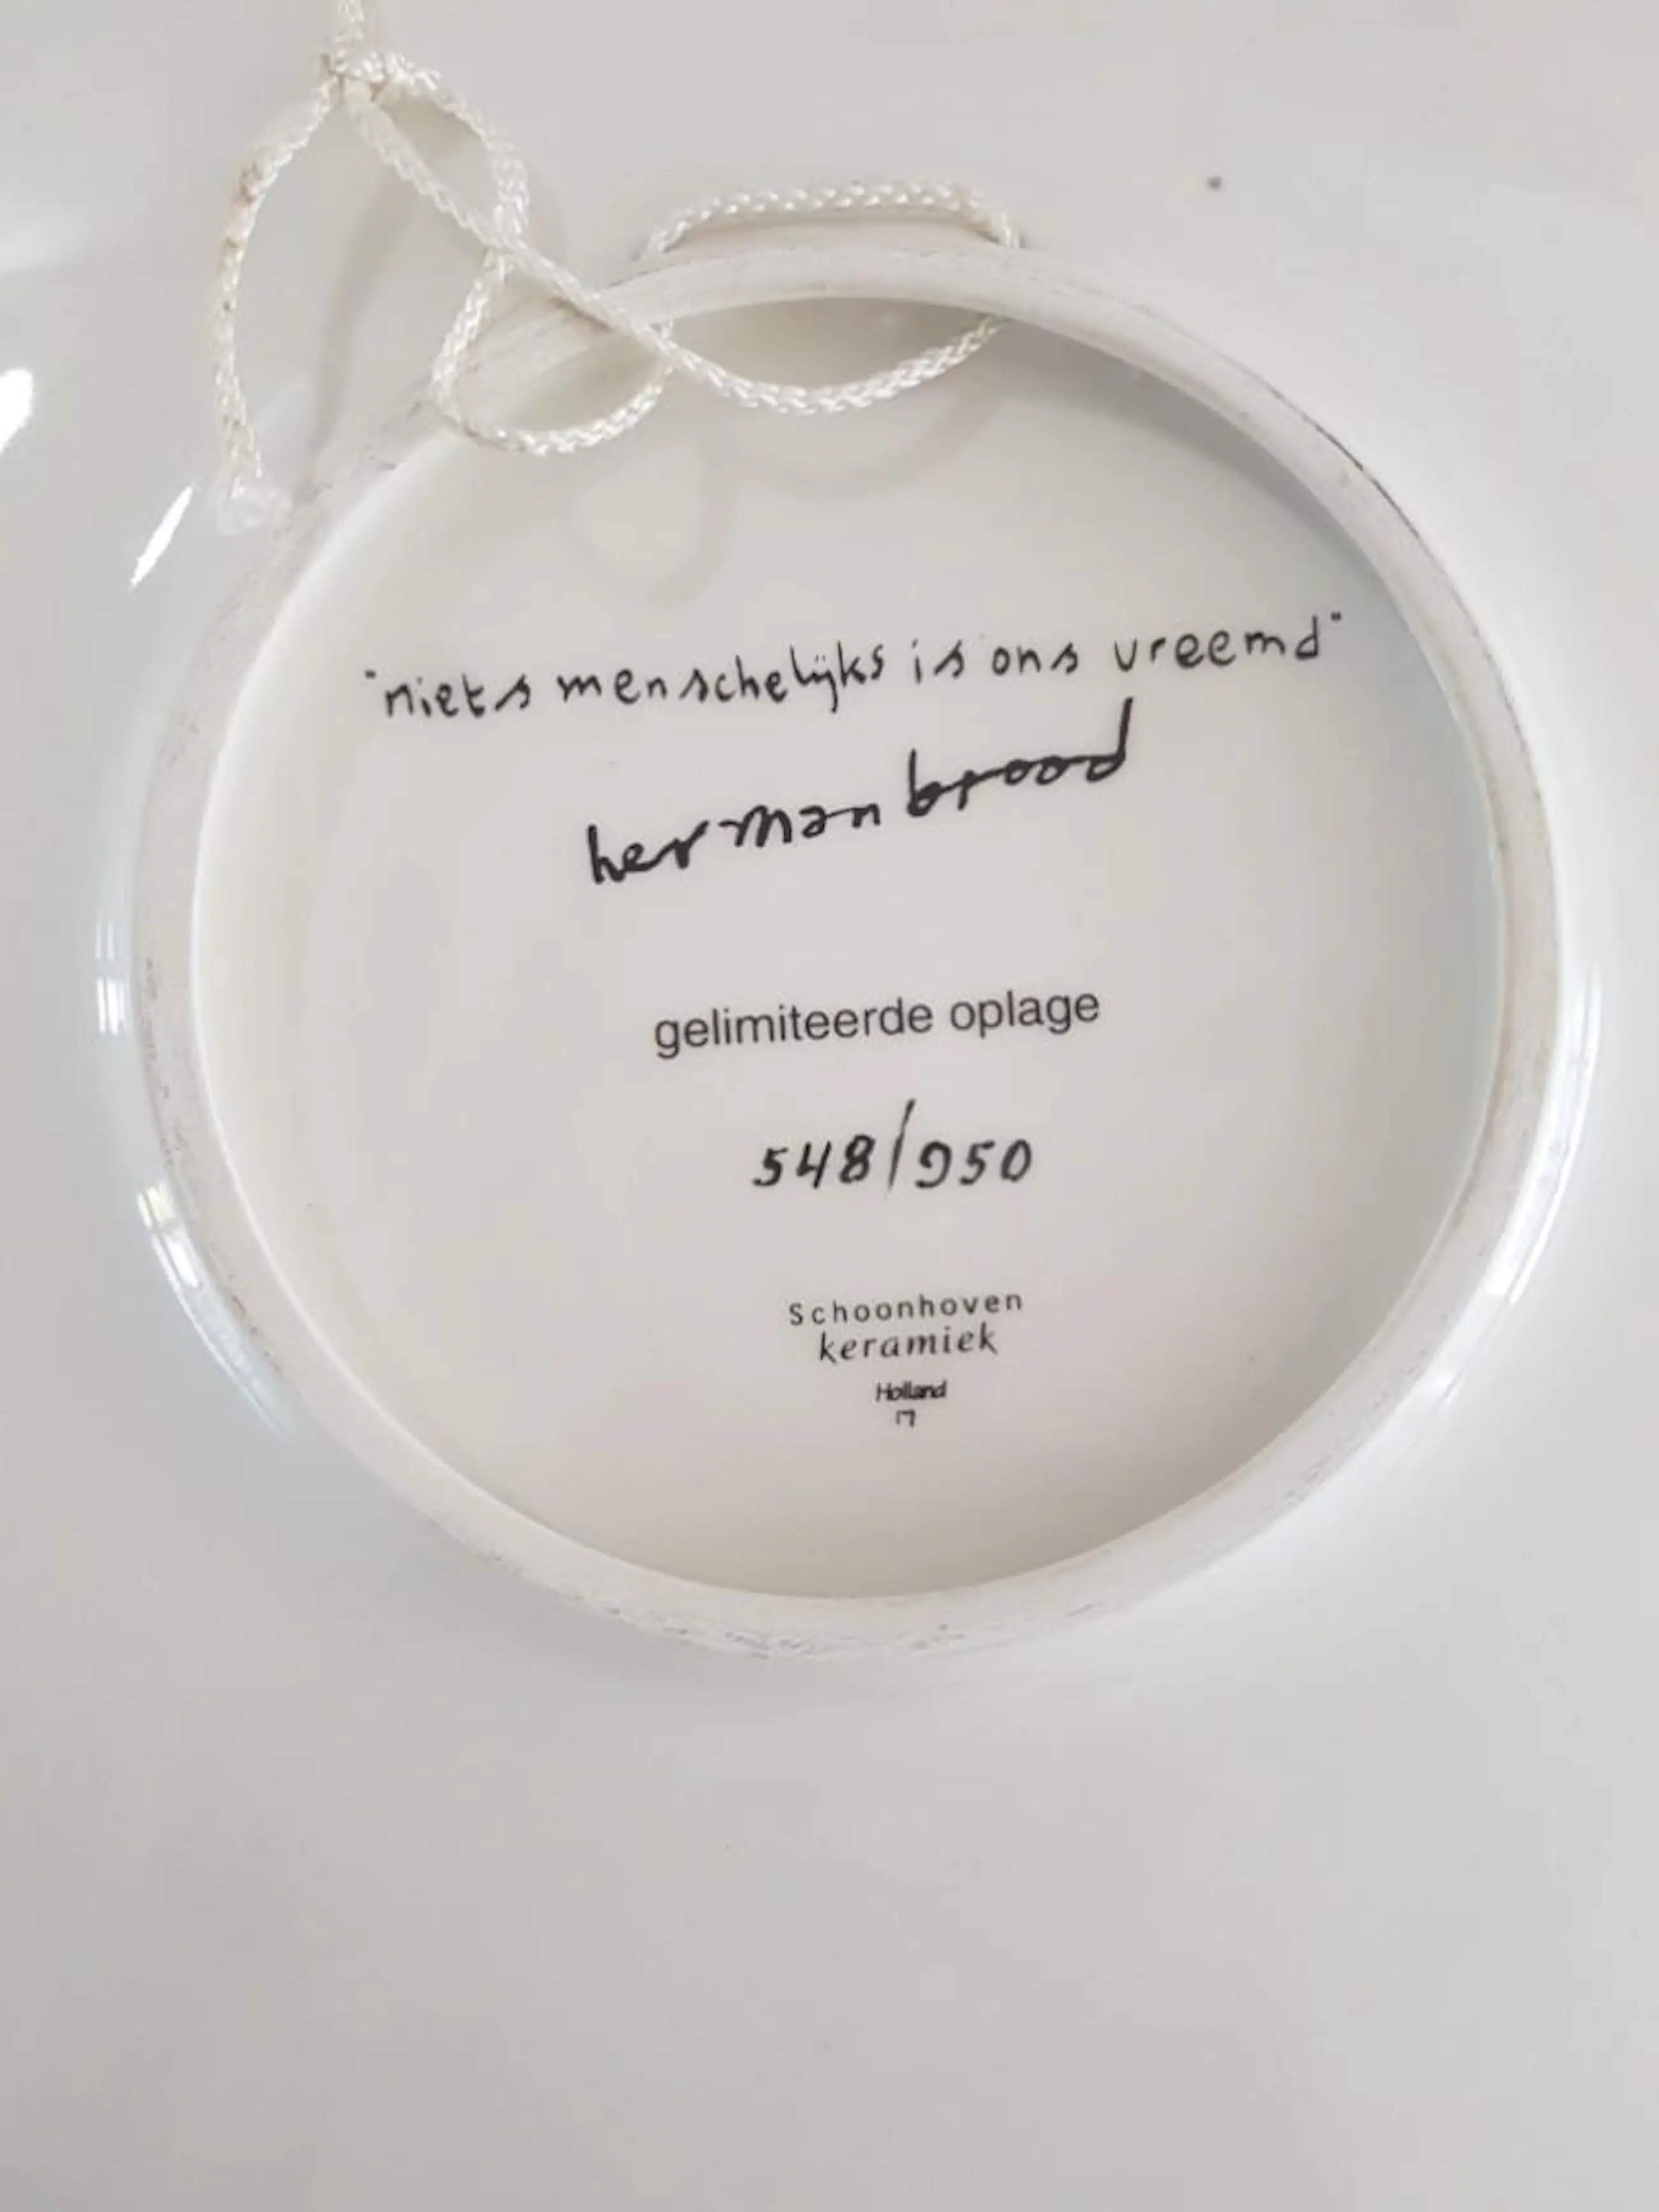 "niets menschelijks is ons vreemd"
herman brood
gelimiteerde oplage
548/950
Schoonhoven
keramiek
Holland
17